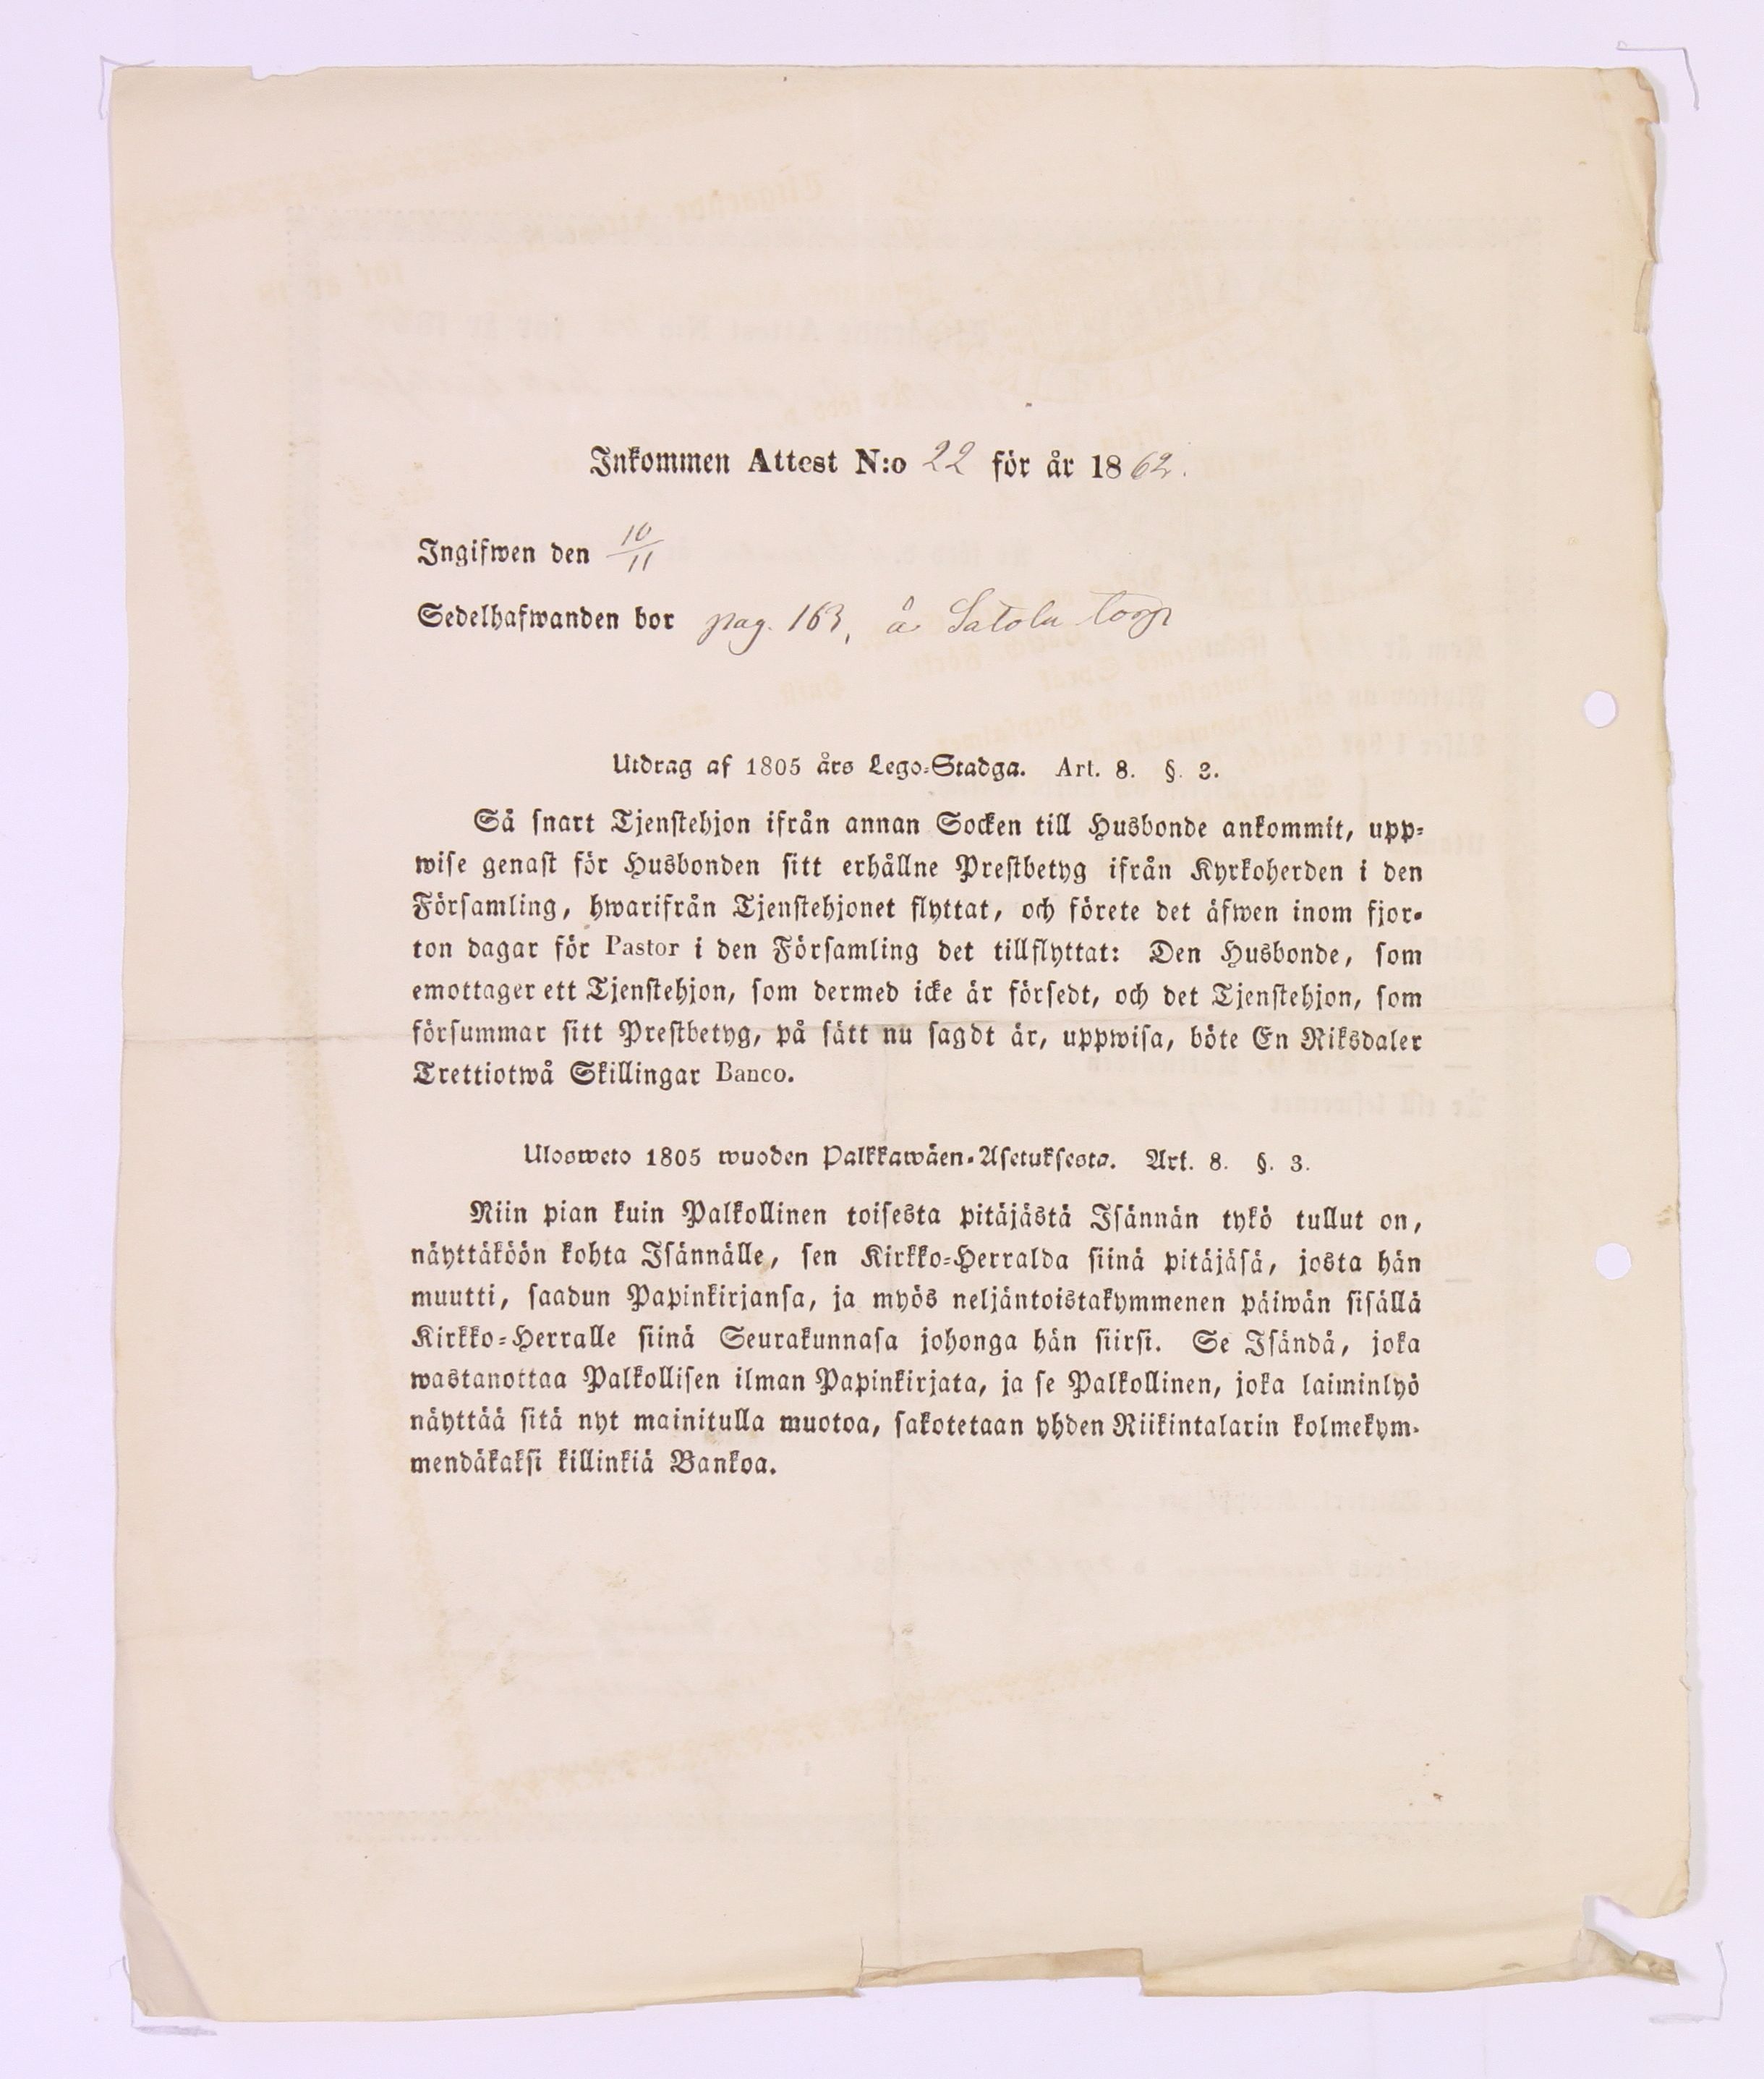 Inkommen Attest N:o 22 för år 1862.
Ingifwen den 10/11
Sedelhafwanden bor pag. 163, å Satola torp
Utdrag af 1805 års Lego-Stadga. Art. 8. §. 3.
Så snart Tjenstehjon ifrån annan Socken till Husbonde ankommit, upp-
wise genast för Husbonden sitt erhållne Prestbetyg ifrån Kyrkoherden i den
Församling, hwarifrån Tjenstehjonet flyttat, och förete det äfwen inom fjor-
ton dagar för Pastor i den Församling det tillflyttat: Den Husbonde, som
emottager ett Tjenstehjon, som dermed icke är försedt, och det Tjenstehjon, som
försummar sitt Prestbetyg, på sätt nu sagdt är, uppwisa, böte En Riksdaler
Trettiotwå Skillingar Banco.
Ulosweto 1805 wuoden Palkkawäen-Asetuksesta. Art. 8. §. 3.
Niin pian kuin Palkollinen toisesta pitäjästä Isännän tykö tullut on,
näyttäköön kohta Isännälle, sen Kirkko-Herralda siinä pitäjäsä, josta hän
muutti, saadun Papinkirjansa, ja myös neljäntoistakymmenen päiwän sisällä
Kirkko-Herralle siinä Seurakunnasa johonga hän siirsi. Se Isändä, joka
wastanottaa Palkollisen ilman Papinkirjata, ja se Palkollinen, joka laiminlyö
näyttää sitä nyt mainitulla muotoa, sakotetaan yhden Riikintalarin kolmekym-
mendäkaksi killinkiä Bankoa.